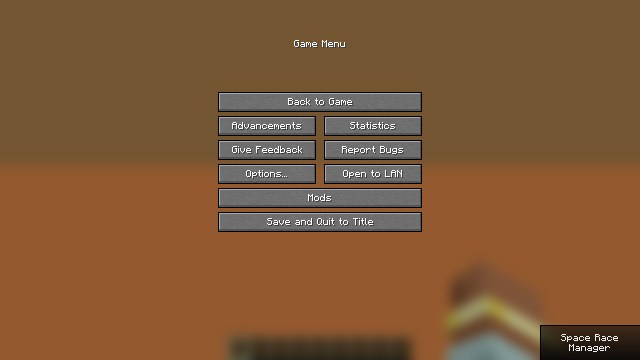 Game Menu
Back to Game
Advancements
Statistics
Give Feedback
Report Bugs
Options...
Open to LAN
Mods
Save and Quit to Title
Space Race
Manager